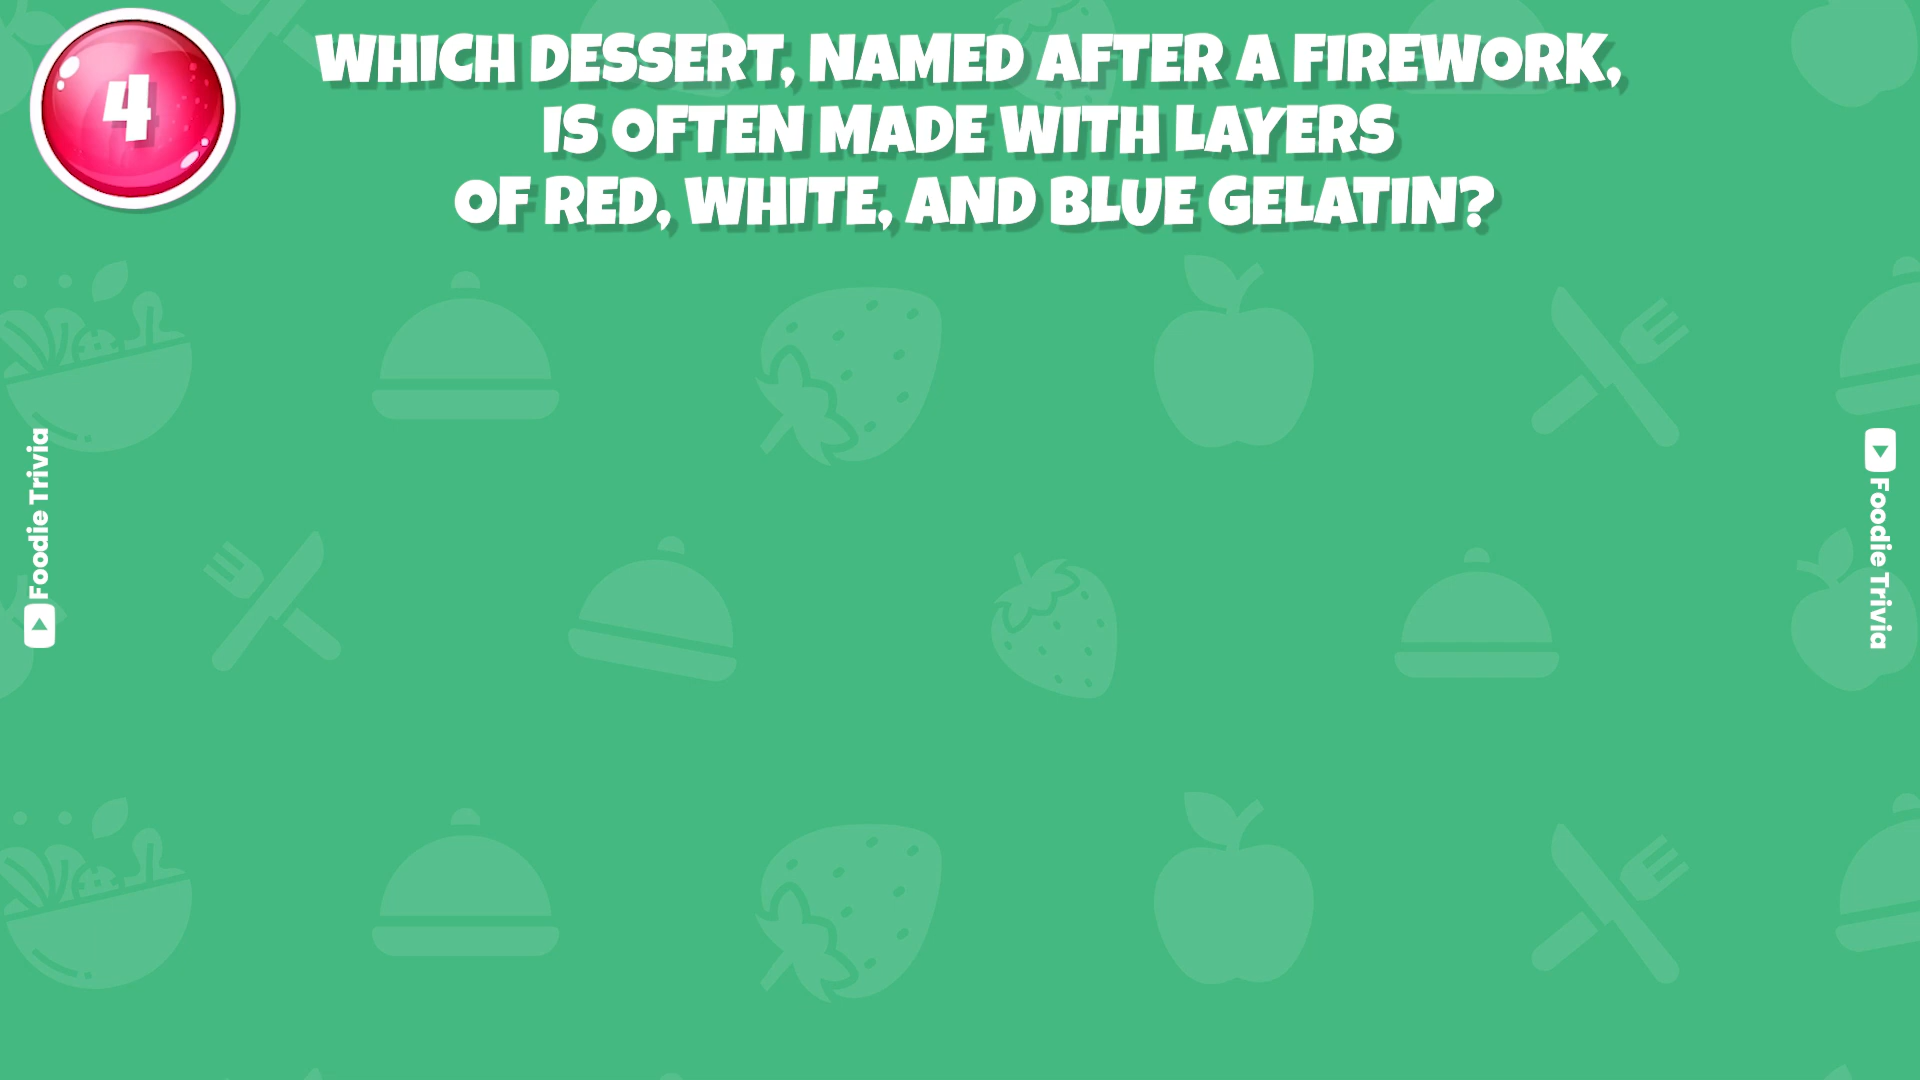 4
WHICH DESSERT, NAMED AFTER A FIREWORK,
IS OFTEN MADE WITH LAYERS
OF RED, WHITE, AND BLUE GELATIN?
Foodie Trivia
Foodie Trivia